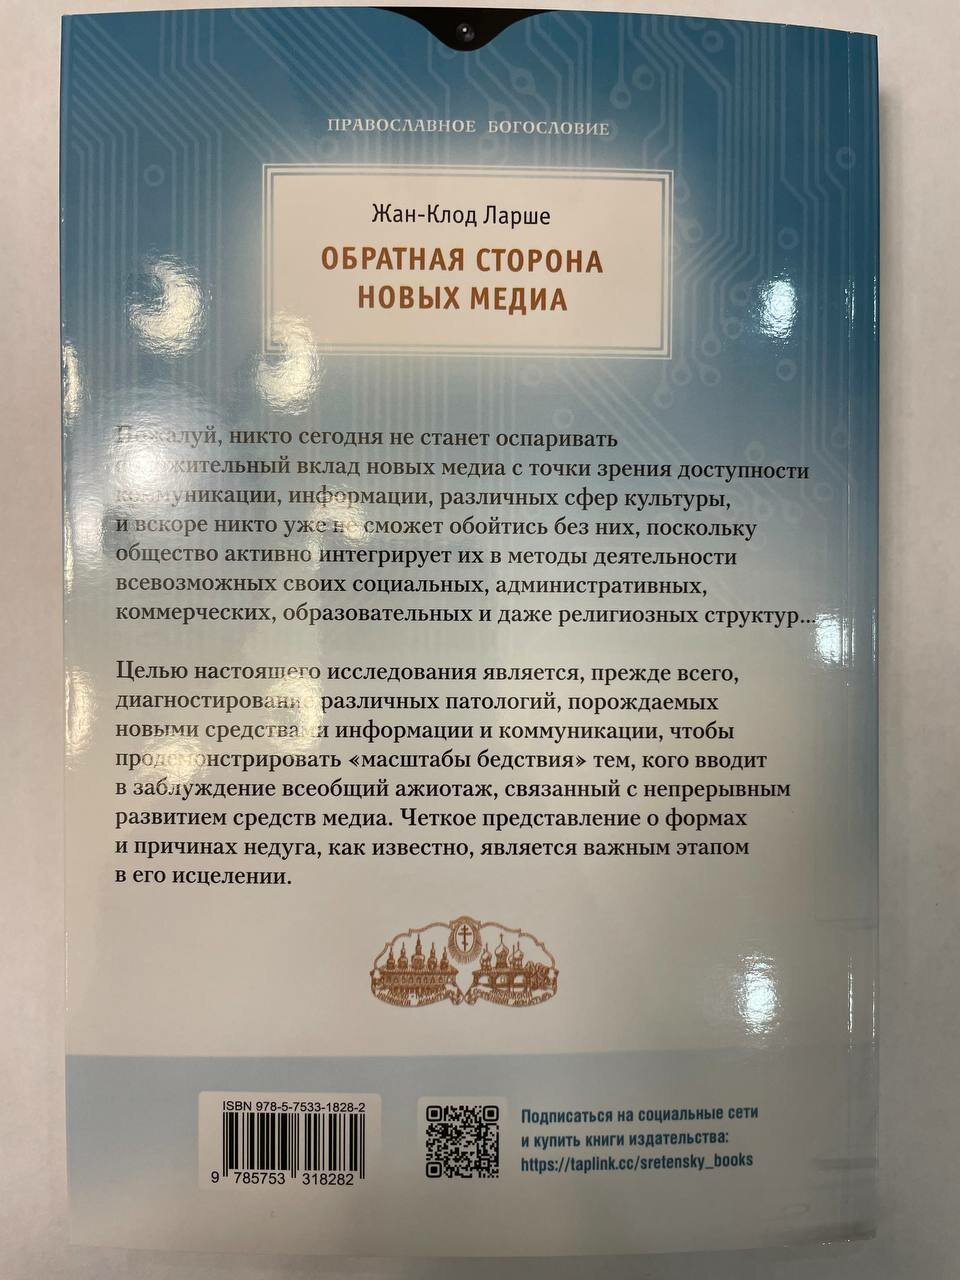 ПРАВОСЛАВНОЕ БОГОСЛОВИЕ
Жан-Клод Ларше
ОБРАТНАЯ СТОРОНА
НОВЫХ МЕДИА
Пожалуй, никто сегодня не станет оспаривать
положительный вклад новых медиа с точки зрения доступности
коммуникации, информации, различных сфер культуры,
и вскоре никто уже не сможет обойтись без них, поскольку
общество активно интегрирует их в методы деятельности
всевозможных своих социальных, административных,
коммерческих, образовательных и даже религиозных структур...
Целью настоящего исследования является, прежде всего,
диагностирование различных патологий, порождаемых
новыми средствами информации и коммуникации, чтобы
продемонстрировать «масштабы бедствия» тем, кого вводит
в заблуждение всеобщий ажиотаж, связанный с непрерывным
развитием средств медиа. Четкое представление о формах
и причинах недуга, как известно, является важным этапом
в его исцелении.
ISBN 978-5-7533-1828-2
9 785753 318282
Подписаться на социальные сети
и купить книги издательства:
https://taplink.cc/sretensky_books